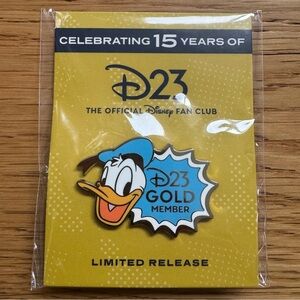 CELEBRATING 15 YEARS OF
D23
THE OFFICIAL Disney FAN CLUB
D23
GOLD
MEMBER
LIMITED RELEASE